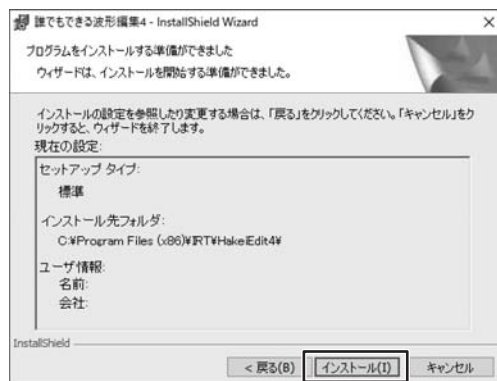 誰でもできる波形編集4 - InstallShield Wizard
プログラムをインストールする準備ができました
ウィザードは、インストールを開始する準備ができました。
インストールの設定を参照したり変更する場合は、「戻る」をクリックしてください。「キャンセル」をク
リックすると、ウィザードを終了します。
現在の設定:
セットアップ タイプ:
標準
インストール先フォルダ:
C:¥Program Files (x86)¥IRT¥HakeiEdit4¥
ユーザ情報:
名前:
会社:
InstallShield
< 戻る(B) インストール(I) キャンセル